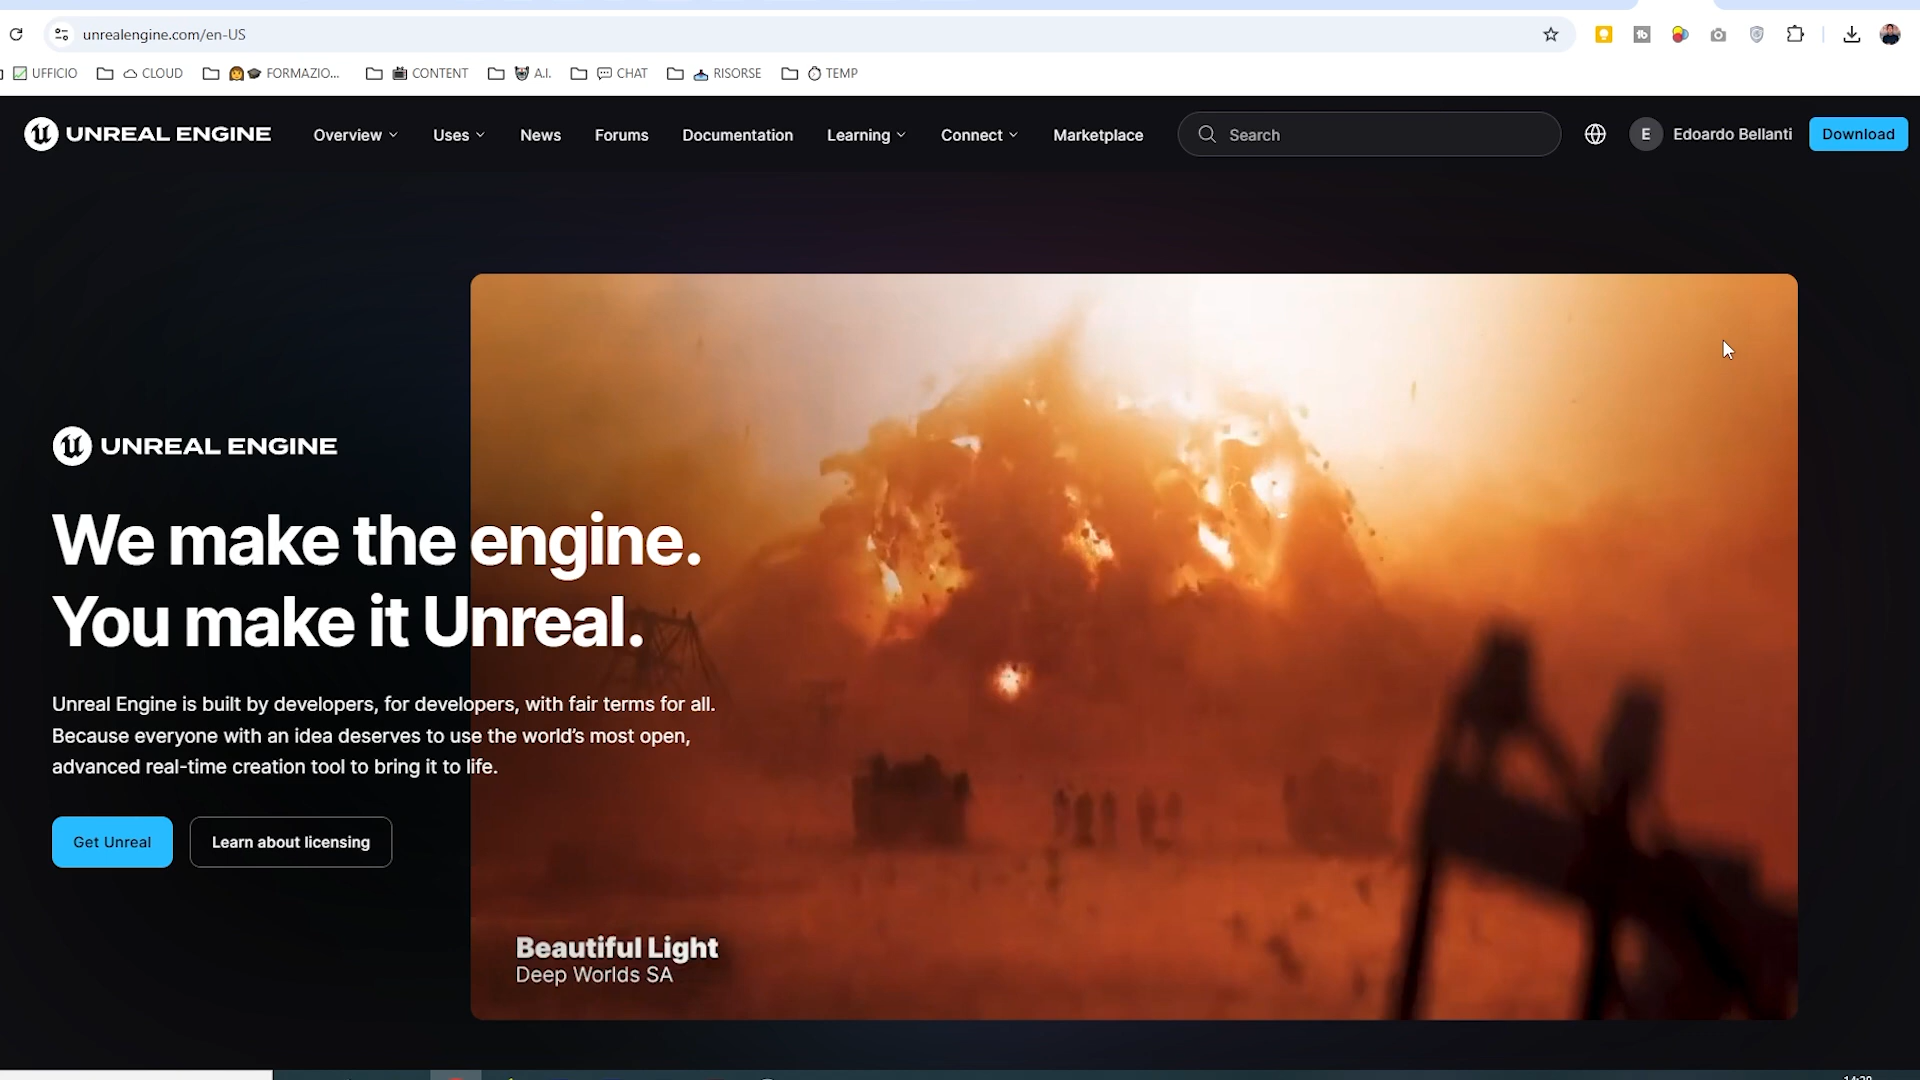 unrealengine.com/en-US
UFFICIO CLOUD FORMAZIO... CONTENT A.I. CHAT RISORSE TEMP
UNREAL ENGINE Overview Uses News Forums Documentation Learning Connect Marketplace Search E Edoardo Bellanti Download
UNREAL ENGINE
We make the engine.
You make it Unreal.
Unreal Engine is built by developers, for developers, with fair terms for all.
Because everyone with an idea deserves to use the world’s most open,
advanced real-time creation tool to bring it to life.
Get Unreal Learn about licensing
Beautiful Light
Deep Worlds SA